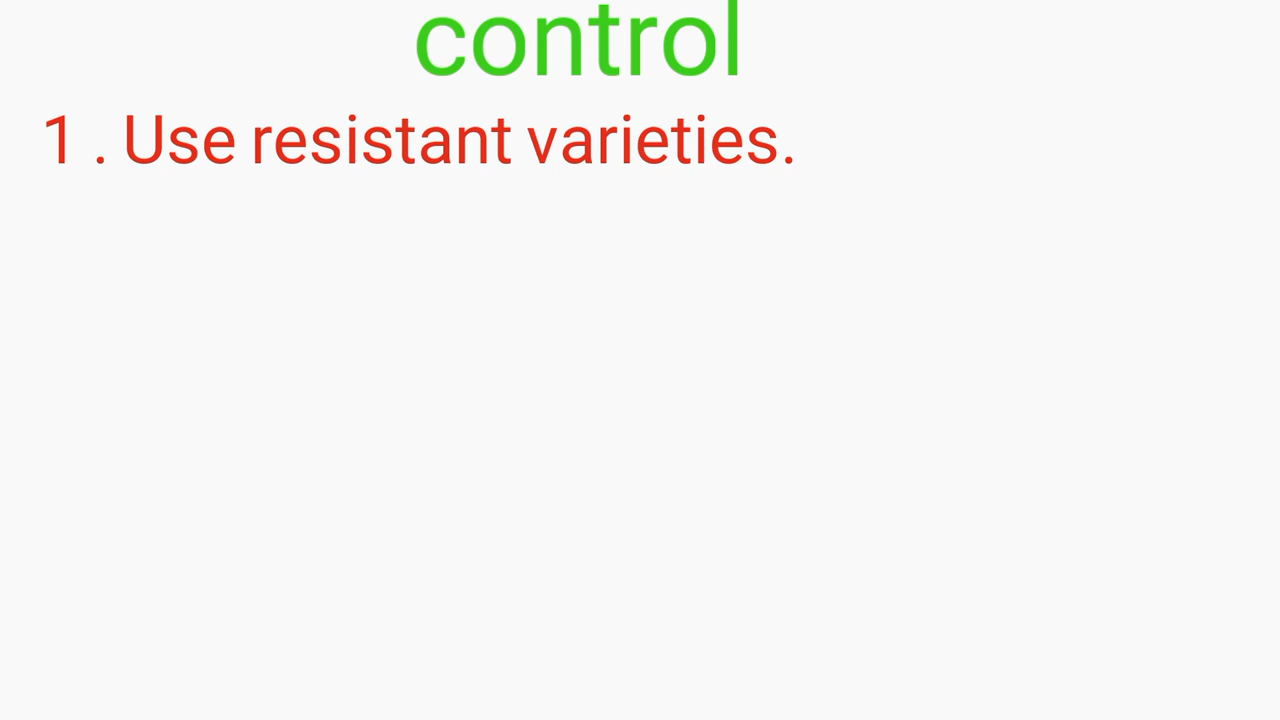 control
1 . Use resistant varieties.